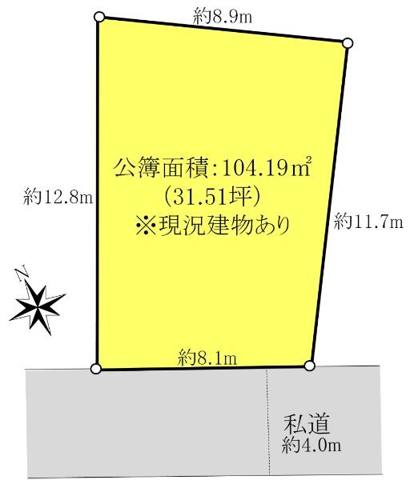 約8.9m
公簿面積：104.19㎡
（31.51坪）
※現況建物あり
約12.8m
約11.7m
N
約8.1m
私道
約4.0m